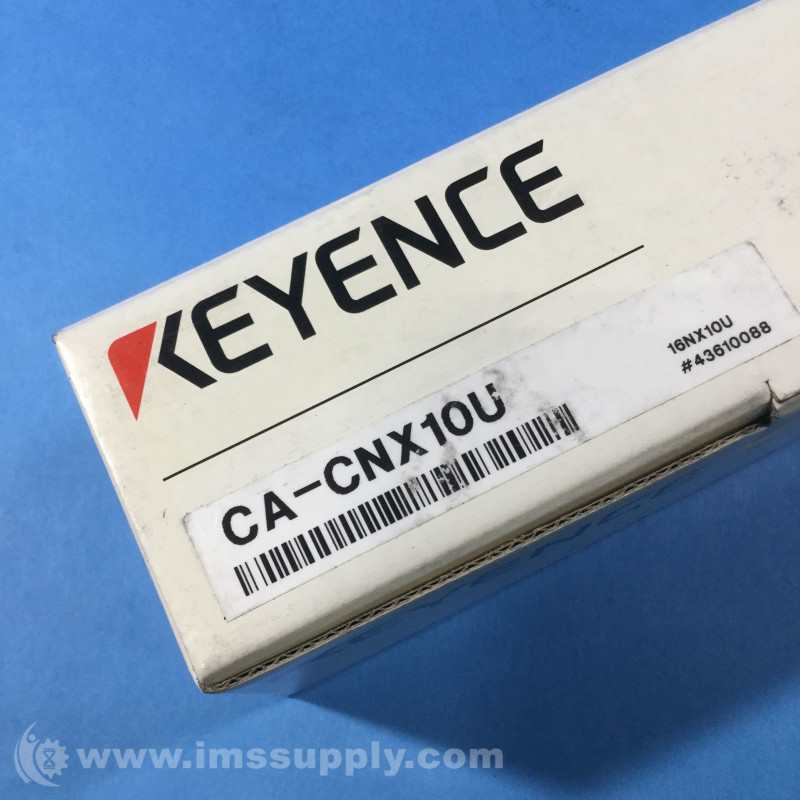 KEYENCE
CA-CNX10U
16NX10U
#43610088
www.imssupply.com